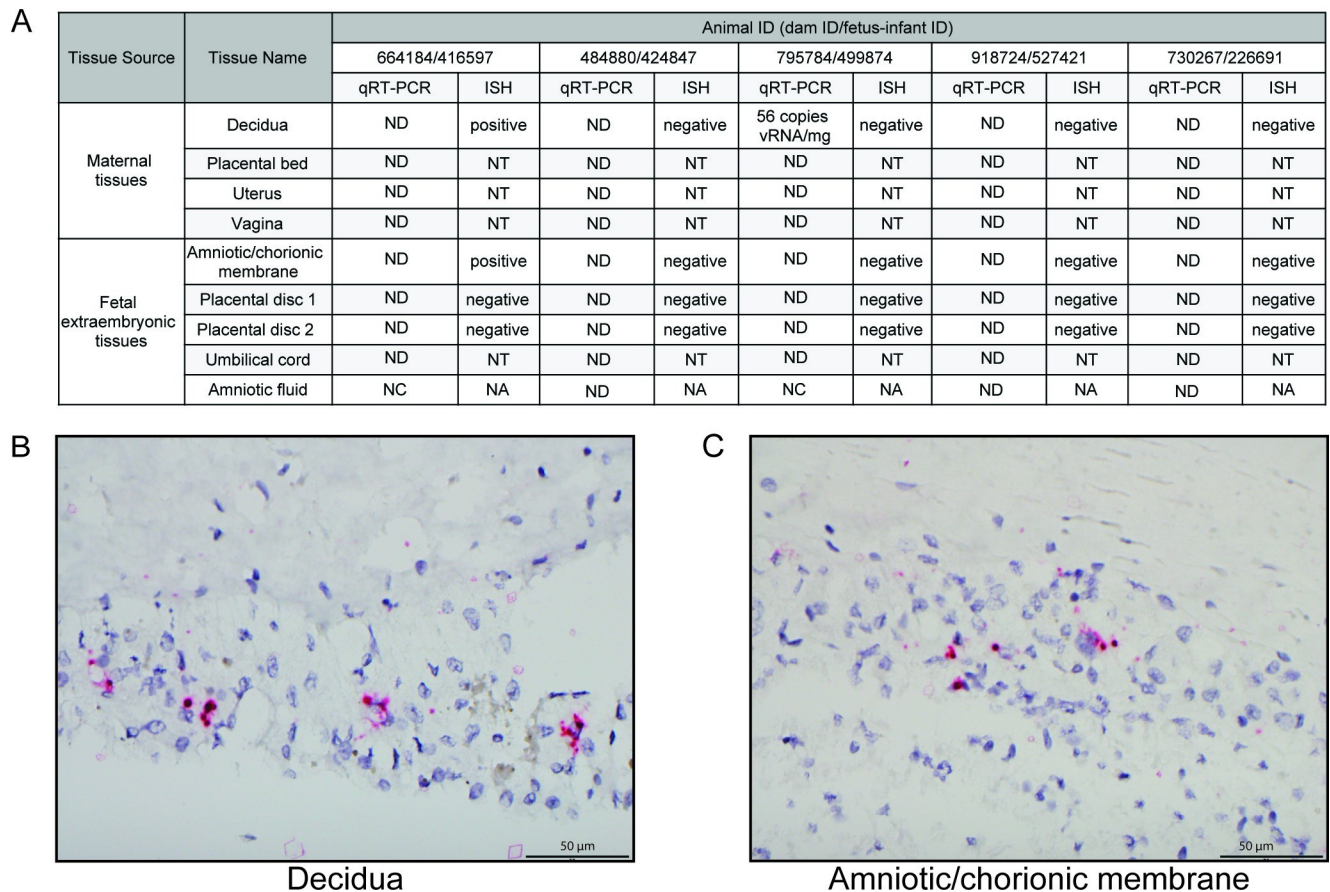 A
Tissue Source Tissue Name Animal ID (dam ID/fetus-infant ID)
664184/416597 484880/424847 795784/499874 918724/527421 730267/226691
qRT-PCR ISH qRT-PCR ISH qRT-PCR ISH qRT-PCR ISH qRT-PCR ISH
Maternal tissues
Decidua ND positive ND negative 56 copies vRNA/mg negative ND negative ND negative
Placental bed ND NT ND NT ND NT ND NT ND NT
Uterus ND NT ND NT ND NT ND NT ND NT
Vagina ND NT ND NT ND NT ND NT ND NT
Fetal extraembryonic tissues
Amniotic/chorionic membrane ND positive ND negative ND negative ND negative ND negative
Placental disc 1 ND negative ND negative ND negative ND negative ND negative
Placental disc 2 ND negative ND negative ND negative ND negative ND negative
Umbilical cord ND NT ND NT ND NT ND NT ND NT
Amniotic fluid NC NA ND NA NC NA ND NA ND NA
B
50 µm
Decidua
C
50 µm
Amniotic/chorionic membrane